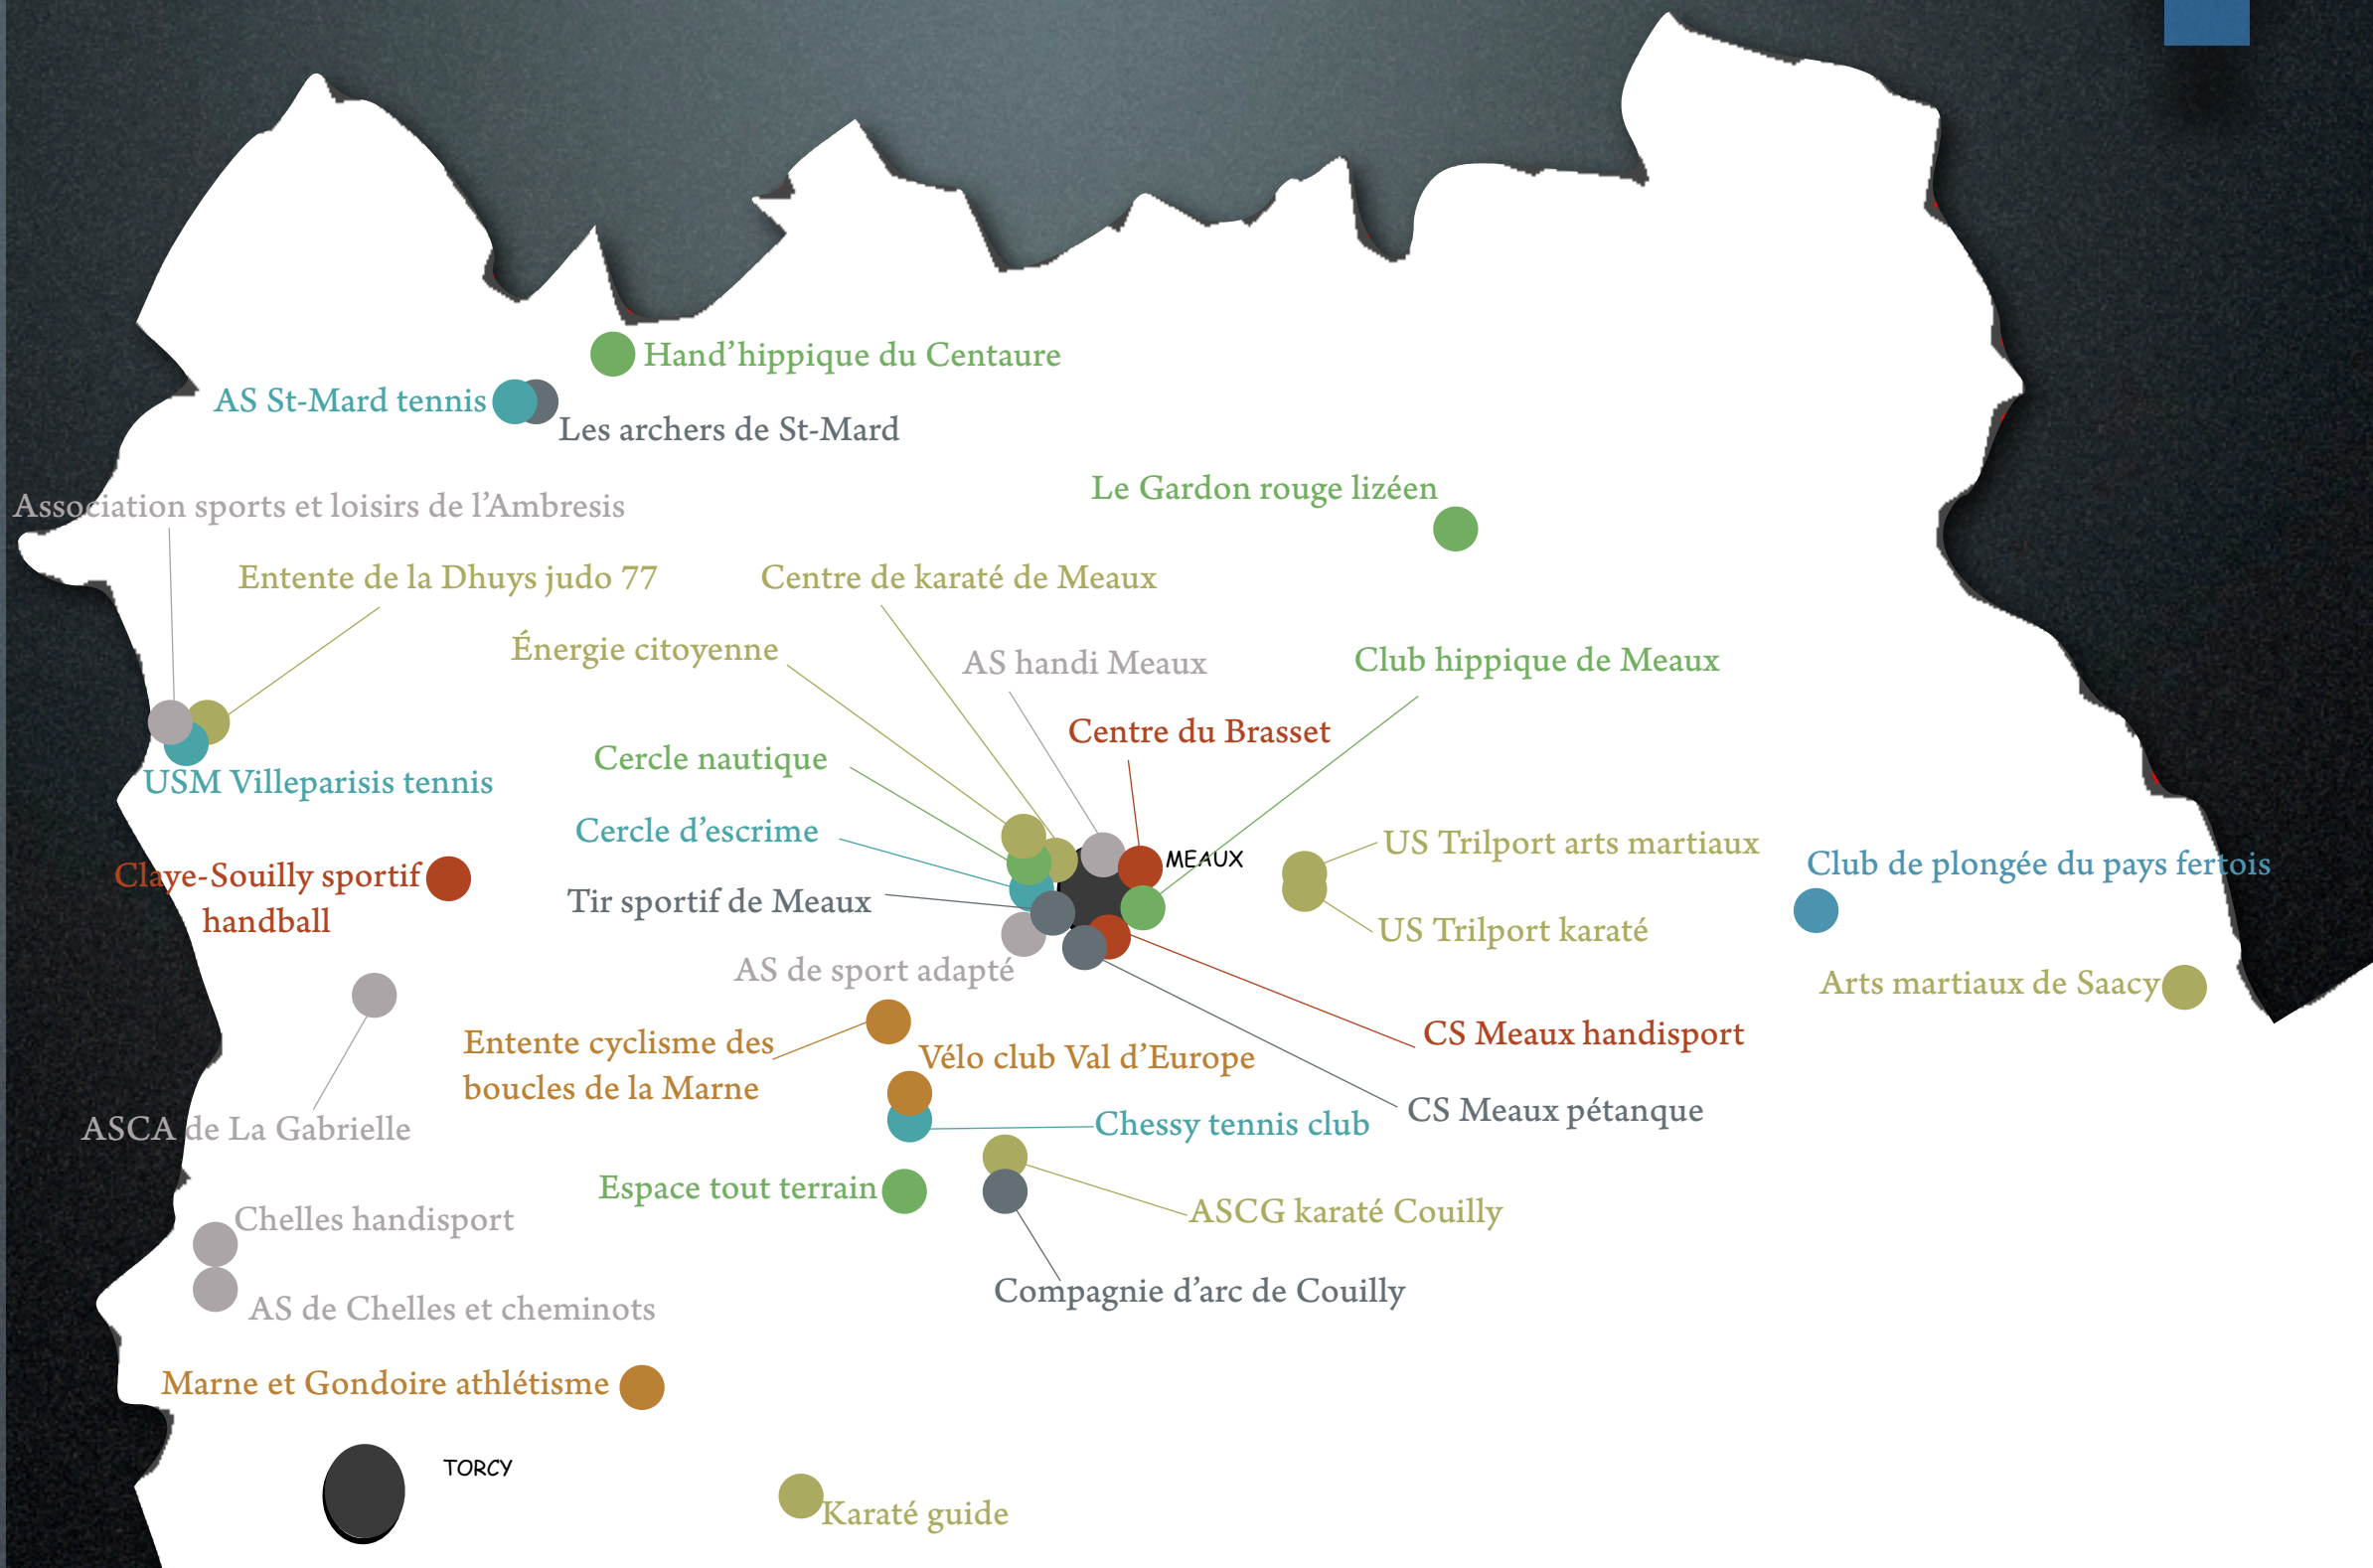 Hand’hippique du Centaure
AS St-Mard tennis
Les archers de St-Mard
Le Gardon rouge lizéen
Association sports et loisirs de l’Ambresis
Entente de la Dhuys judo 77
Centre de karaté de Meaux
Énergie citoyenne
AS handi Meaux
Club hippique de Meaux
Centre du Brasset
Cercle nautique
USM Villeparisis tennis
Cercle d’escrime
MEAUX
US Trilport arts martiaux
Club de plongée du pays fertois
Claye-Souilly sportif
handball
Tir sportif de Meaux
US Trilport karaté
AS de sport adapté
Arts martiaux de Saacy
CS Meaux handisport
Entente cyclisme des
boucles de la Marne
Vélo club Val d’Europe
CS Meaux pétanque
Chessy tennis club
ASCA de La Gabrielle
Espace tout terrain
ASCG karaté Couilly
Chelles handisport
Compagnie d’arc de Couilly
AS de Chelles et cheminots
Marne et Gondoire athlétisme
TORCY
Karaté guide